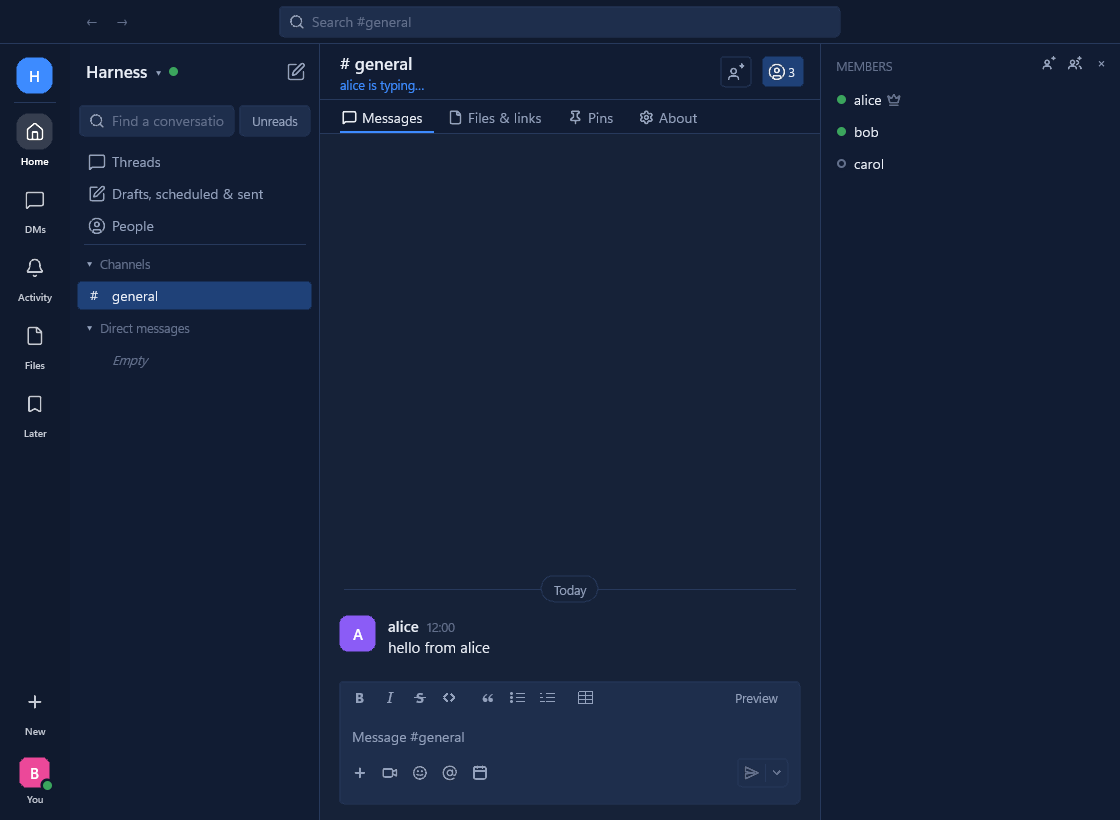 ← →
Search #general
H
Home
DMs
Activity
Files
Later
New
B
You
Harness
Find a conversatio
Unreads
Threads
Drafts, scheduled & sent
People
Channels
# general
Direct messages
Empty
# general
alice is typing...
3
Messages
Files & links
Pins
About
Today
A
alice 12:00
hello from alice
B I S
Preview
Message #general
MEMBERS
×
alice
bob
carol